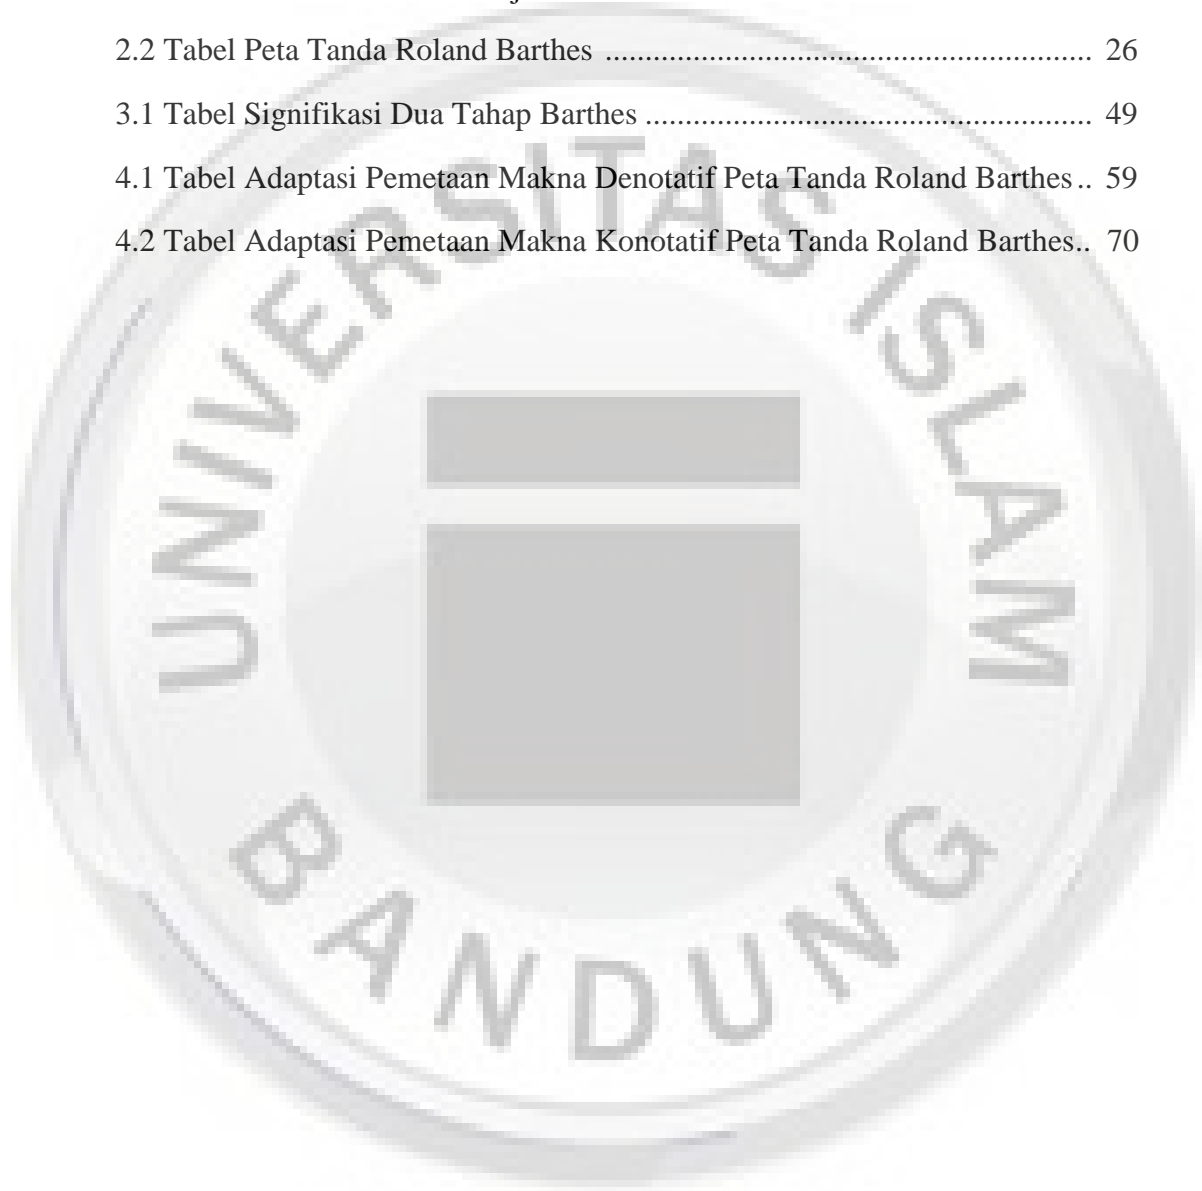 2.2 Tabel Peta Tanda Roland Barthes ........................................................ 26
3.1 Tabel Signifikasi Dua Tahap Barthes ................................................... 49
4.1 Tabel Adaptasi Pemetaan Makna Denotatif Peta Tanda Roland Barthes .. 59
4.2 Tabel Adaptasi Pemetaan Makna Konotatif Peta Tanda Roland Barthes.. 70
UNIVERSITAS ISLAM
BANDUNG